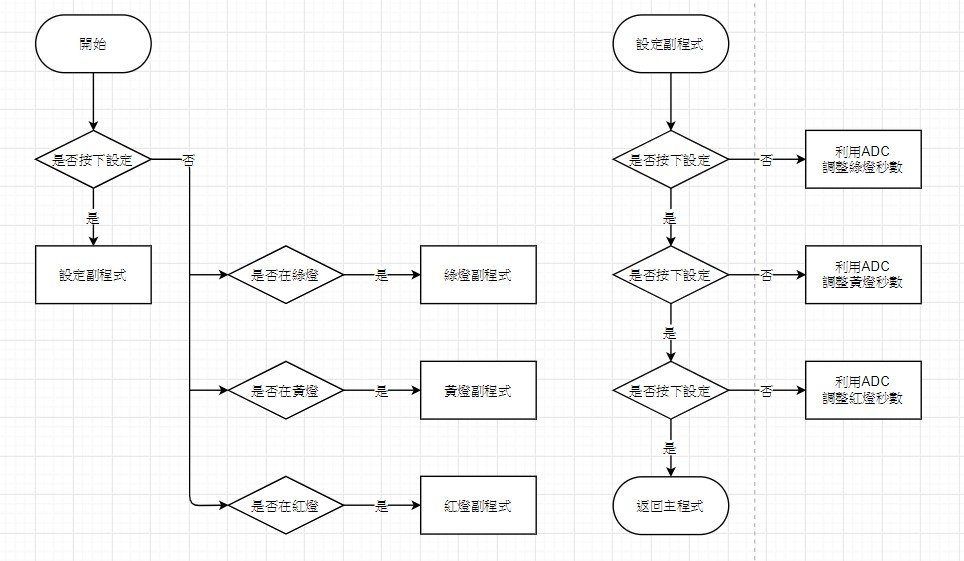 開始
是否按下設定
否
是
設定副程式
是否在綠燈
是
綠燈副程式
是否在黃燈
是
黃燈副程式
是否在紅燈
是
紅燈副程式
設定副程式
是否按下設定
否
利用ADC
調整綠燈秒數
是
是否按下設定
否
利用ADC
調整黃燈秒數
是
是否按下設定
否
利用ADC
調整紅燈秒數
是
返回主程式